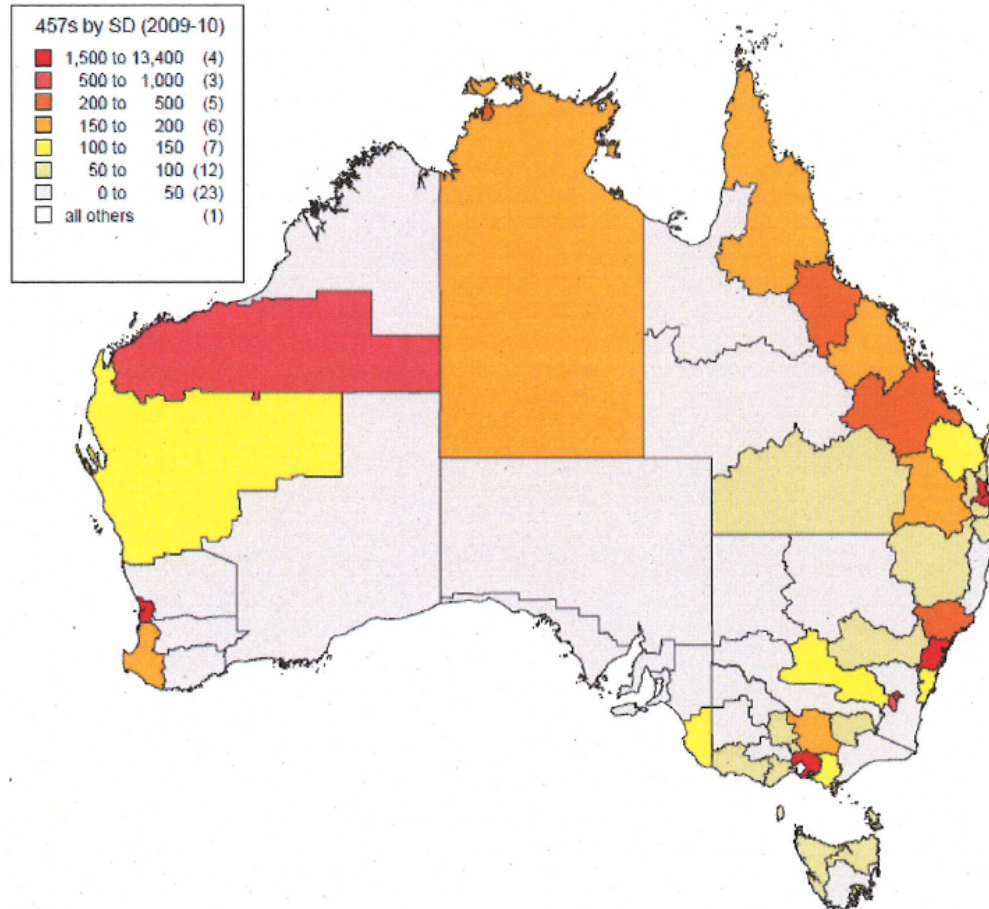 457s by SD (2009-10)
1,500 to 13,400 (4)
500 to 1,000 (3)
200 to 500 (5)
150 to 200 (6)
100 to 150 (7)
50 to 100 (12)
0 to 50 (23)
all others (1)